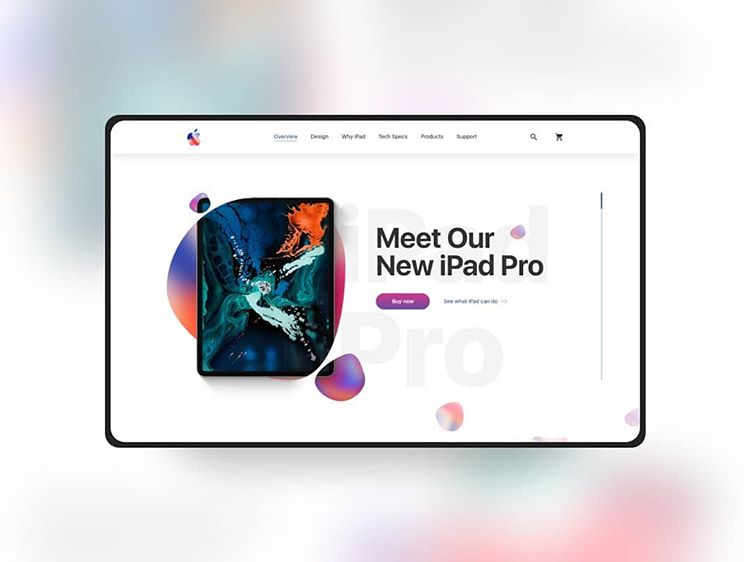 Overview Design Why iPad Tech Specs Products Support
iPad
Pro
Meet Our
New iPad Pro
Buy now See what iPad can do